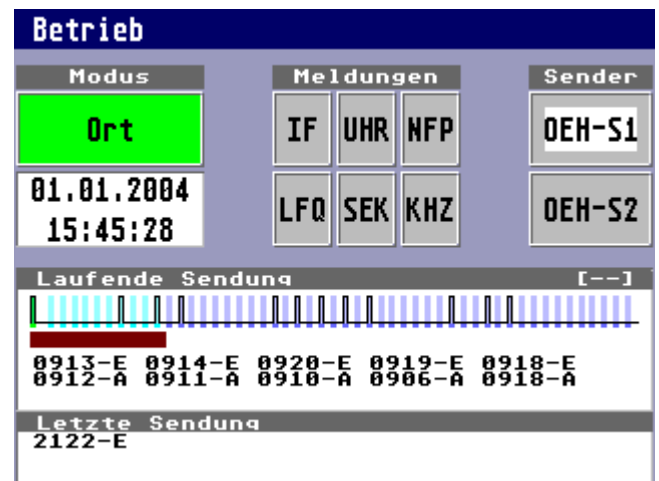 Betrieb
Modus
Meldungen
Sender
Ort
IF UHR NFP
OEH-S1
01.01.2004
15:45:28
LFQ SEK KHZ
OEH-S2
Laufende Sendung [--]
0913-E 0914-E 0920-E 0919-E 0918-E
0912-A 0911-A 0910-A 0906-A 0918-A
Letzte Sendung
2122-E